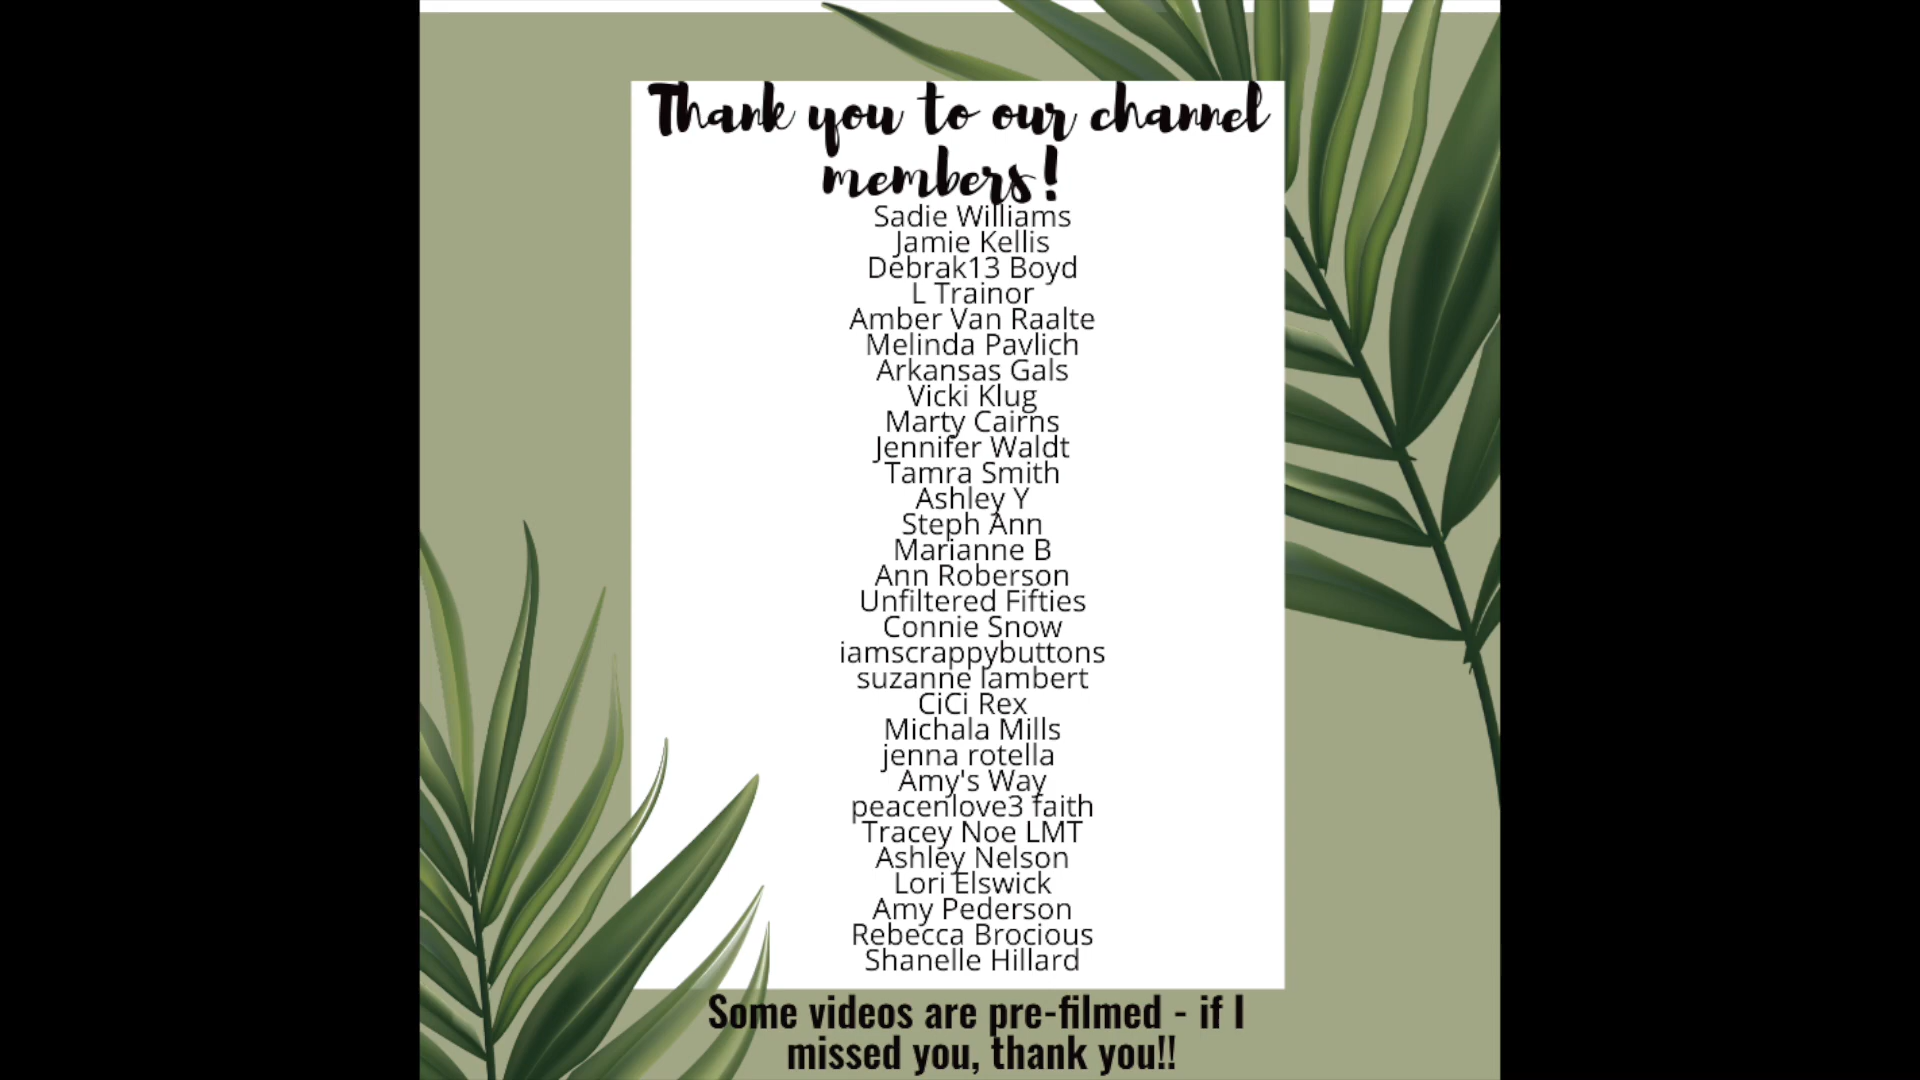 Thank you to our channel
members!
Sadie Williams
Jamie Kellis
Debrak13 Boyd
L Trainor
Amber Van Raalte
Melinda Pavlich
Arkansas Gals
Vicki Klug
Marty Cairns
Jennifer Waldt
Tamra Smith
Ashley Y
Steph Ann
Marianne B
Ann Roberson
Unfiltered Fifties
Connie Snow
iamscrappybuttons
suzanne lambert
CiCi Rex
Michala Mills
jenna rotella
Amy's Way
peacenlove3 faith
Tracey Noe LMT
Ashley Nelson
Lori Elswick
Amy Pederson
Rebecca Brocious
Shanelle Hillard
Some videos are pre-filmed - if I
missed you, thank you!!